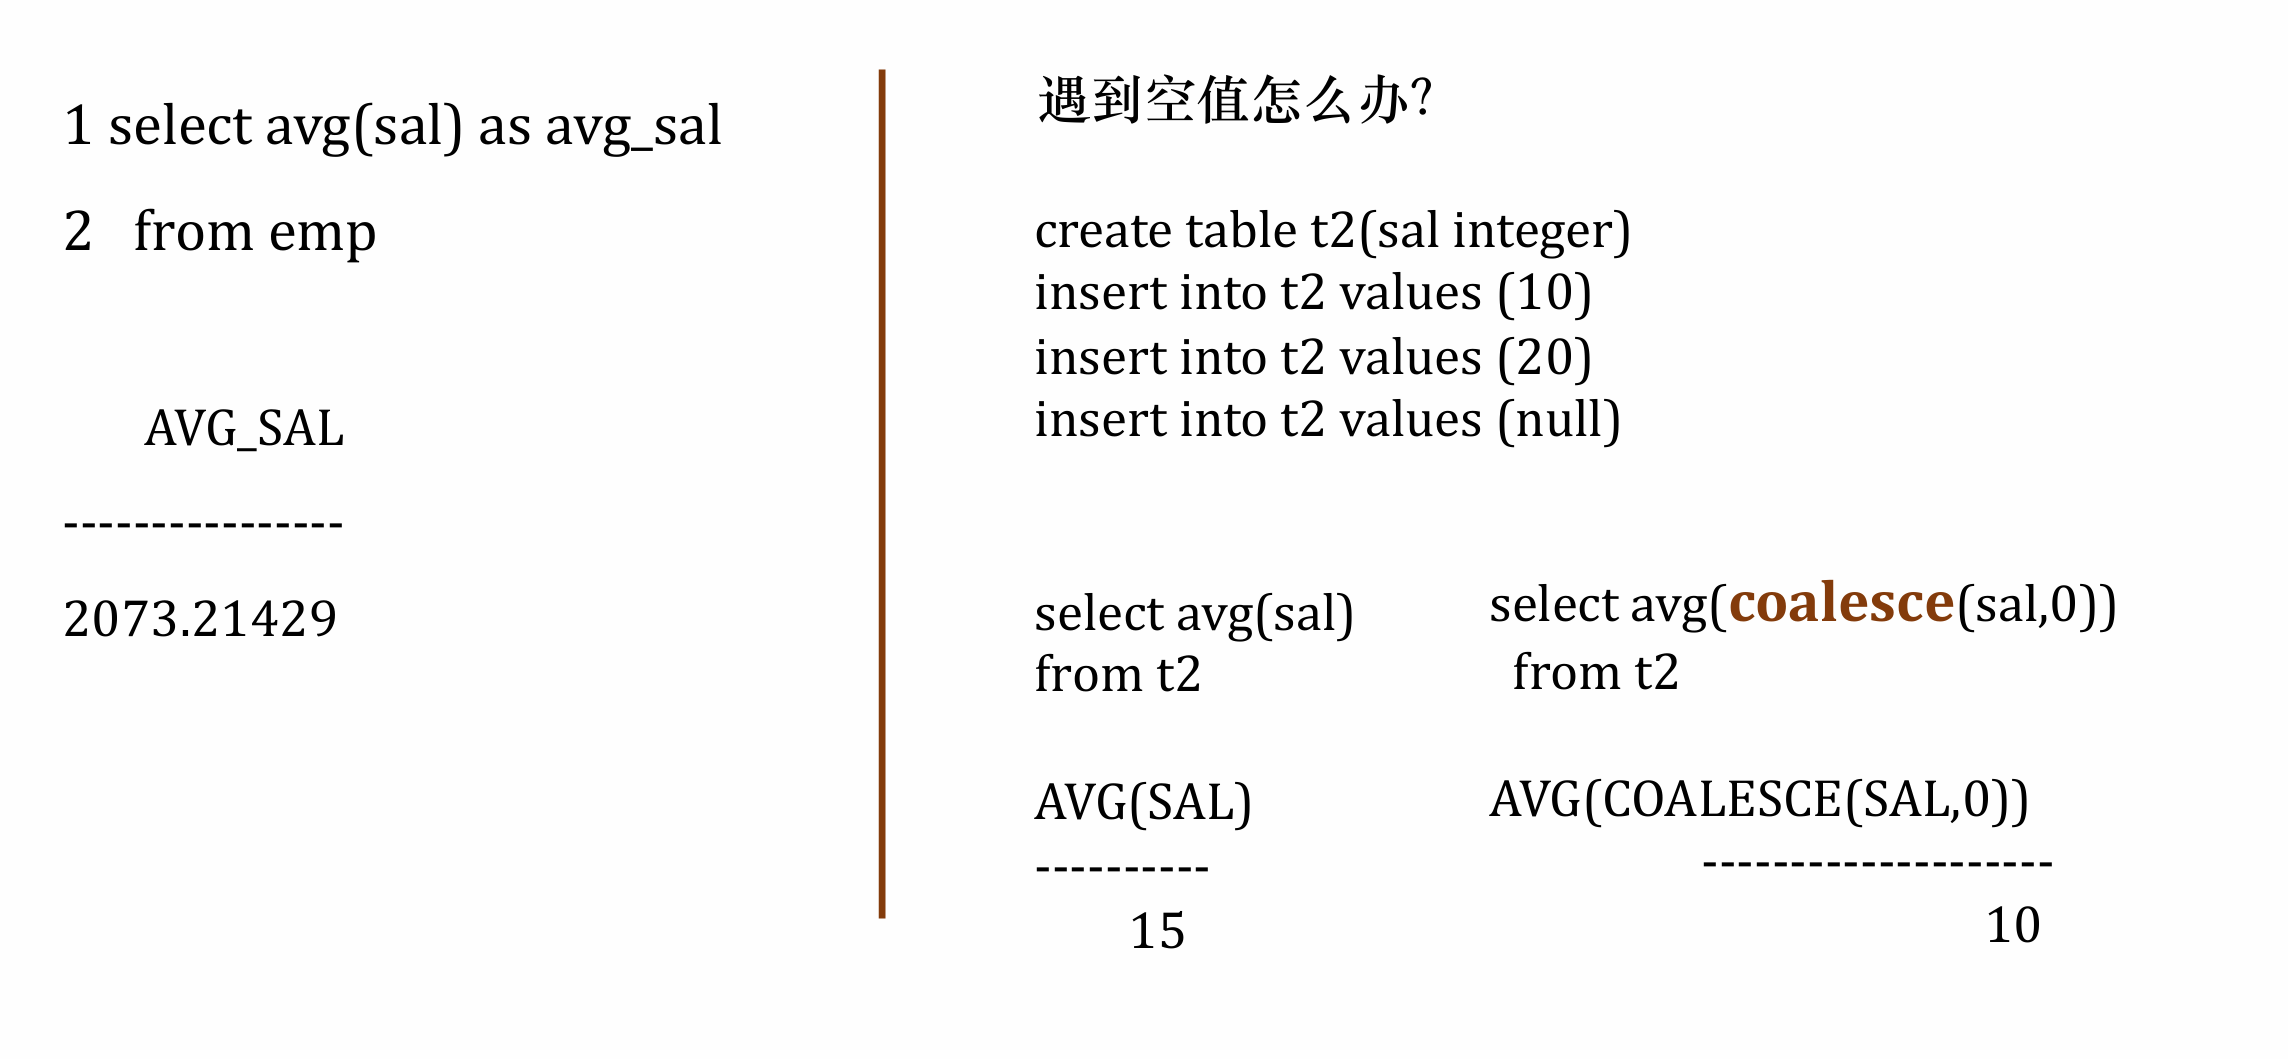 1 select avg(sal) as avg_sal
2 from emp
AVG_SAL
----------------
2073.21429
遇到空值怎么办?
create table t2(sal integer)
insert into t2 values (10)
insert into t2 values (20)
insert into t2 values (null)
select avg(sal)
from t2
AVG(SAL)
----------
15
select avg(coalesce(sal,0))
from t2
AVG(COALESCE(SAL,0))
--------------------
10